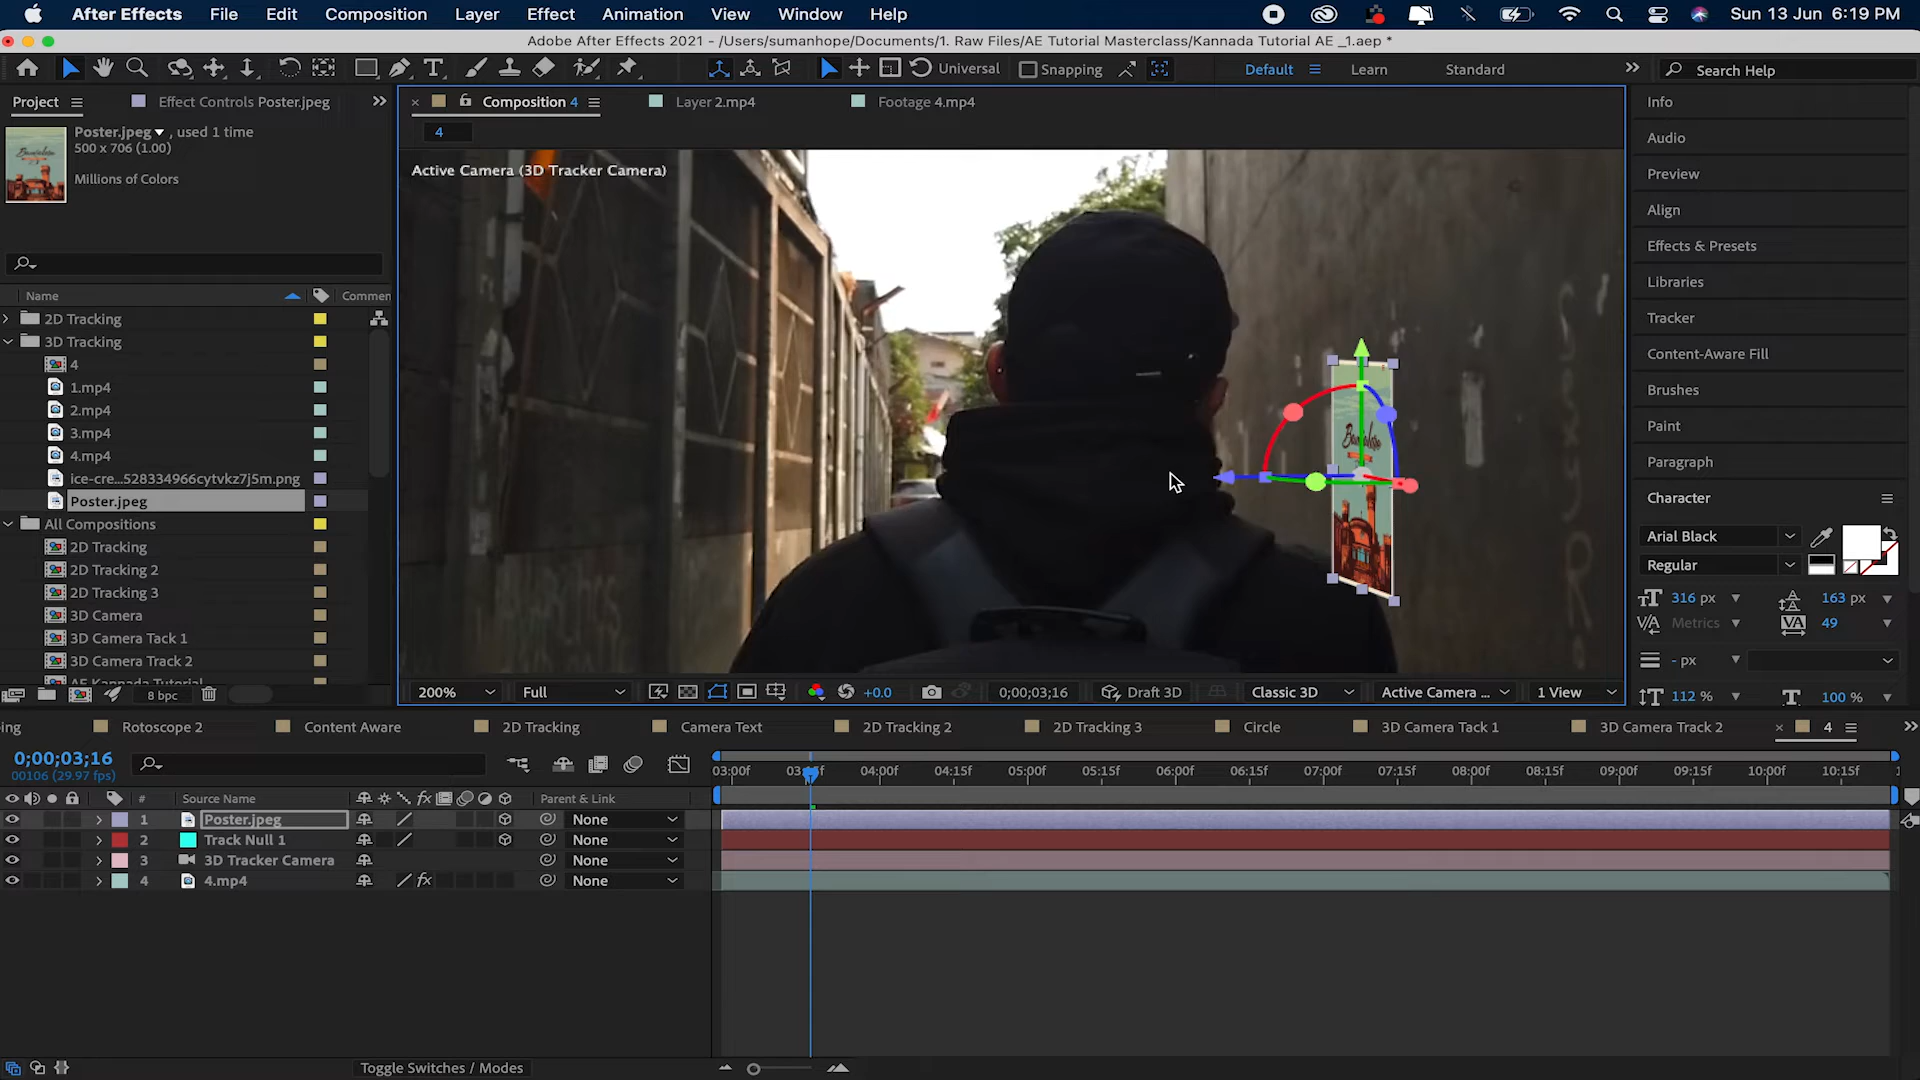 After Effects File Edit Composition Layer Effect Animation View Window Help Sun 13 Jun 6:19 PM
Adobe After Effects 2021 - /Users/sumanhope/Documents/1. Raw Files/AE Tutorial Masterclass/Kannada Tutorial AE _1.aep *
Universal Snapping Default Learn Standard Search Help
Project Effect Controls Poster.jpeg Composition 4 Layer 2.mp4 Footage 4.mp4
Poster.jpeg , used 1 time
500 x 706 (1.00)
Millions of Colors
4
Active Camera (3D Tracker Camera)
Name Commen
2D Tracking
3D Tracking
4
1.mp4
2.mp4
3.mp4
4.mp4
ice-cre...528334966cytvkz7j5m.png
Poster.jpeg
All Compositions
2D Tracking
2D Tracking 2
2D Tracking 3
3D Camera
3D Camera Tack 1
3D Camera Track 2
AE Kannada Tutorial
8 bpc
200% Full +0.0 0;00;03;16 Draft 3D Classic 3D Active Camera ... 1 View
Info
Audio
Preview
Align
Effects & Presets
Libraries
Tracker
Content-Aware Fill
Brushes
Paint
Paragraph
Character
Arial Black
Regular
316 px 163 px
Metrics 49
- px
112 % 100 %
ing Rotoscope 2 Content Aware 2D Tracking Camera Text 2D Tracking 2 2D Tracking 3 Circle 3D Camera Tack 1 3D Camera Track 2 4
0;00;03;16
00106 (29.97 fps)
03:00f 04:00f 04:15f 05:00f 05:15f 06:00f 06:15f 07:00f 07:15f 08:00f 08:15f 09:00f 09:15f 10:00f 10:15f
# Source Name fx Parent & Link
1 Poster.jpeg None
2 Track Null 1 None
3 3D Tracker Camera None
4 4.mp4 fx None
Toggle Switches / Modes